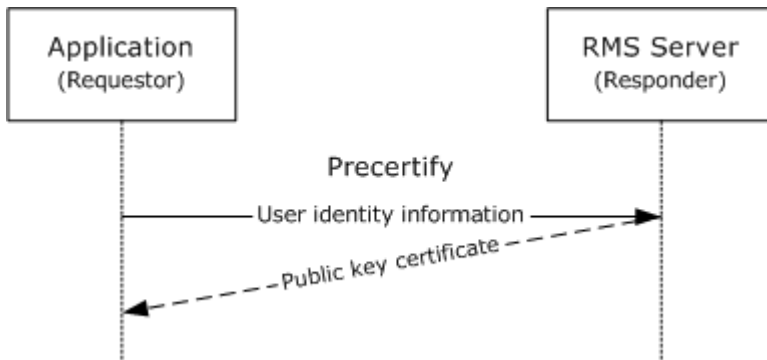 Application
(Requestor)
RMS Server
(Responder)
Precertify
User identity information
Public key certificate